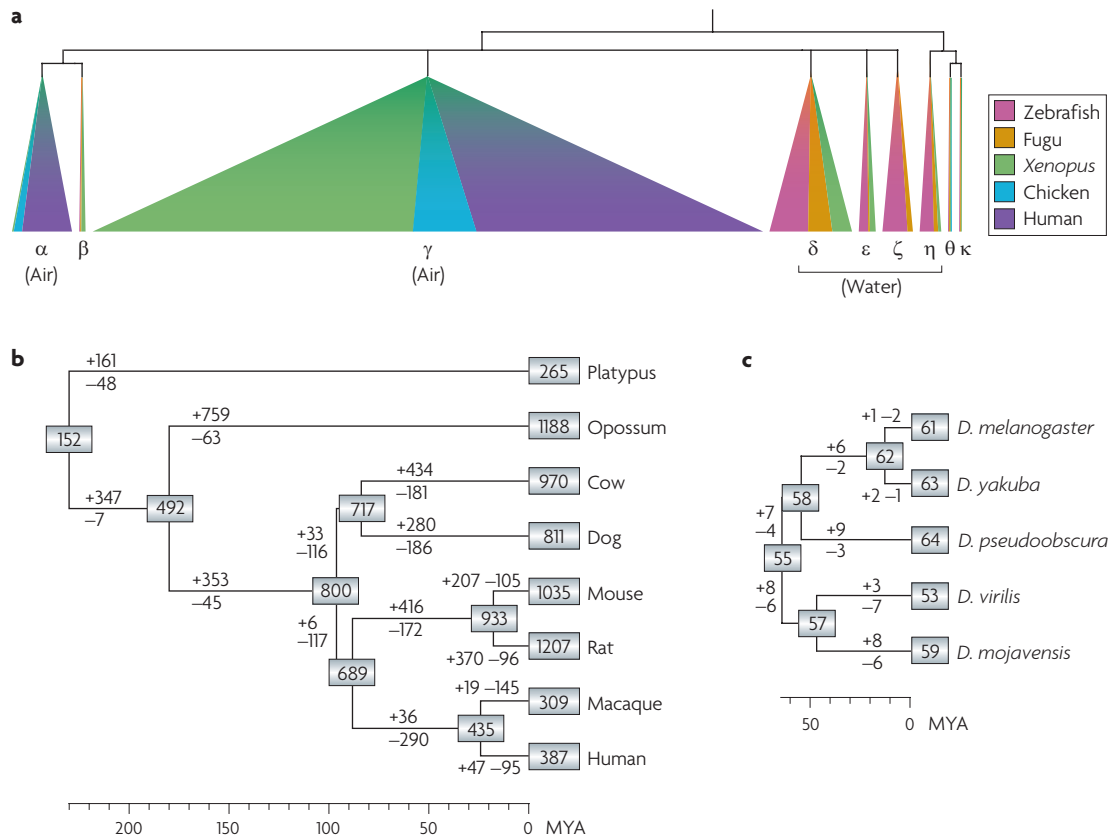 a
Zebrafish
Fugu
Xenopus
Chicken
Human
α β γ δ ε ζ η θ κ
(Air) (Air) (Water)
b
+161
–48
265 Platypus
152
+759
–63
1188 Opossum
+347
–7
492
+434
–181
970 Cow
717
+280
–186
811 Dog
+33
–116
+353
–45
800
+207 –105
1035 Mouse
+416
–172
933
+6
–117
+370 –96
1207 Rat
689
+19 –145
309 Macaque
+36
–290
435
+47 –95
387 Human
200 100 50 0 MYA
c
+1 –2
61 D. melanogaster
+6
–2
62
+2 –1
63 D. yakuba
58
+7
–4
+9
–3
64 D. pseudoobscura
55
+8
–6
+3
–7
53 D. virilis
57
+8
–6
59 D. mojavensis
50 0 MYA